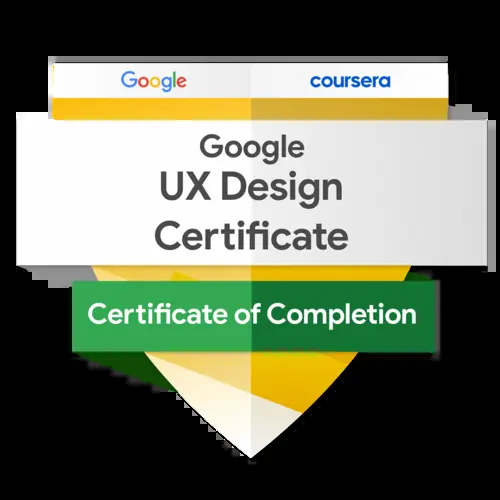 Google coursera
Google
UX Design
Certificate
Certificate of Completion